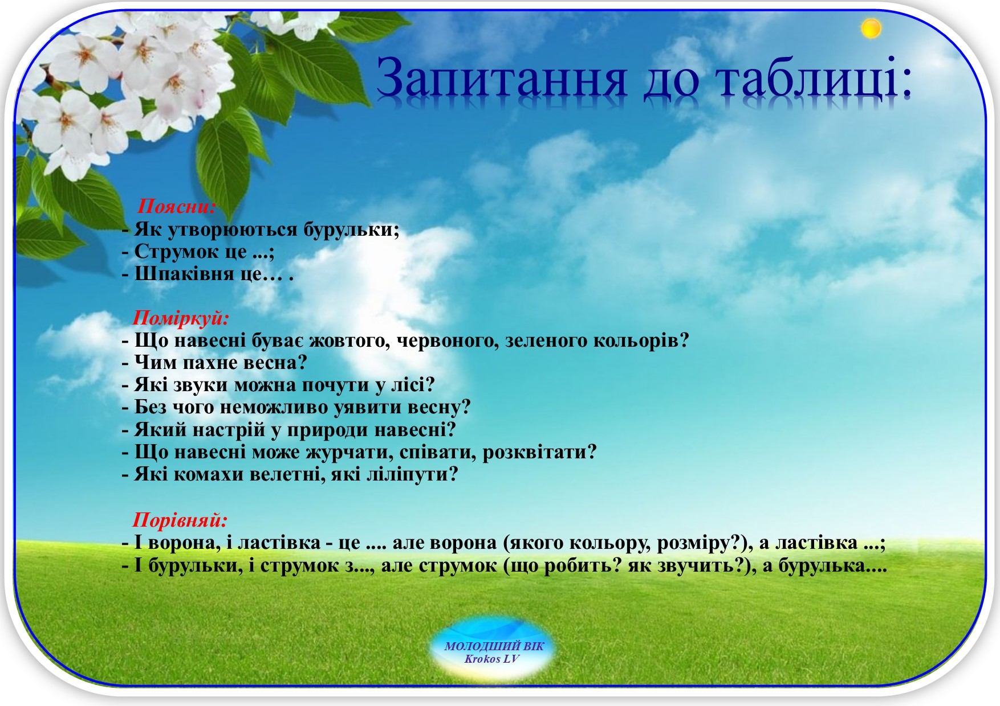 Запитання до таблиці:
Поясни:
- Як утворюються бурульки;
- Струмок це ...;
- Шпаківня це… .
Поміркуй:
- Що навесні буває жовтого, червоного, зеленого кольорів?
- Чим пахне весна?
- Які звуки можна почути у лісі?
- Без чого неможливо уявити весну?
- Який настрій у природи навесні?
- Що навесні може журчати, співати, розквітати?
- Які комахи велетні, які ліліпути?
Порівняй:
- І ворона, і ластівка - це .... але ворона (якого кольору, розміру?), а ластівка ...;
- І бурульки, і струмок з..., але струмок (що робить? як звучить?), а бурулька....
МОЛОДШИЙ ВІК
Krokos LV